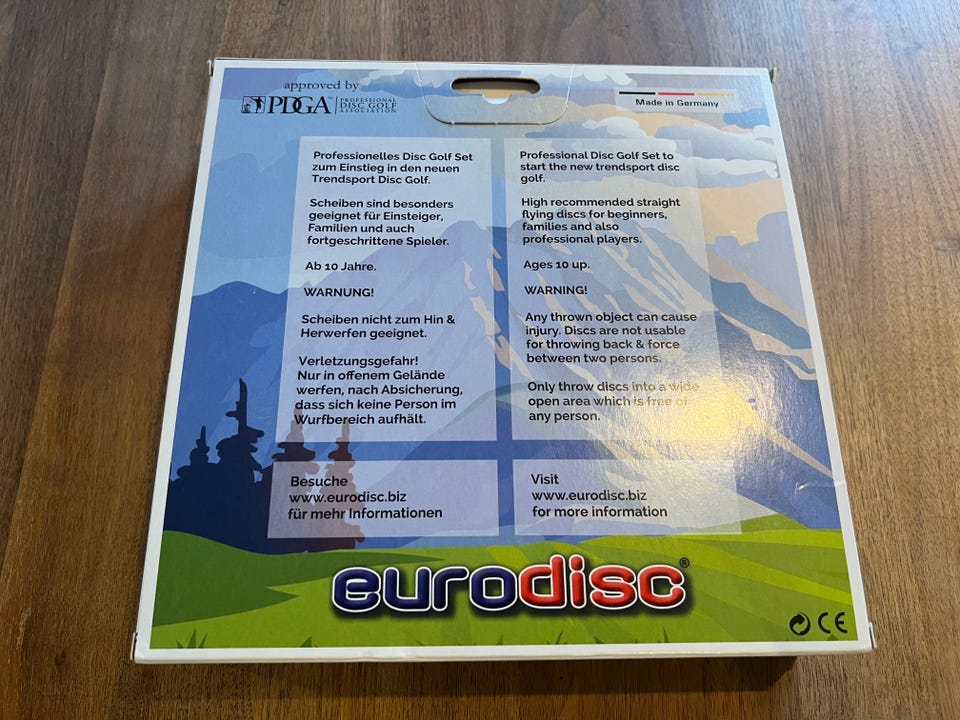 approved by
PDGA™ PROFESSIONAL
DISC GOLF
ASSOCIATION
Made in Germany
Professionelles Disc Golf Set
zum Einstieg in den neuen
Trendsport Disc Golf.
Scheiben sind besonders
geeignet für Einsteiger,
Familien und auch
fortgeschrittene Spieler.
Ab 10 Jahre.
WARNUNG!
Scheiben nicht zum Hin &
Herwerfen geeignet.
Verletzungsgefahr!
Nur in offenem Gelände
werfen, nach Absicherung,
dass sich keine Person im
Wurfbereich aufhält.
Professional Disc Golf Set to
start the new trendsport disc
golf.
High recommended straight
flying discs for beginners,
families and also
professional players.
Ages 10 up.
WARNING!
Any thrown object can cause
injury. Discs are not usable
for throwing back & force
between two persons.
Only throw discs into a wide
open area which is free of
any person.
Besuche
www.eurodisc.biz
für mehr Informationen
Visit
www.eurodisc.biz
for more information
eurodisc®
CE